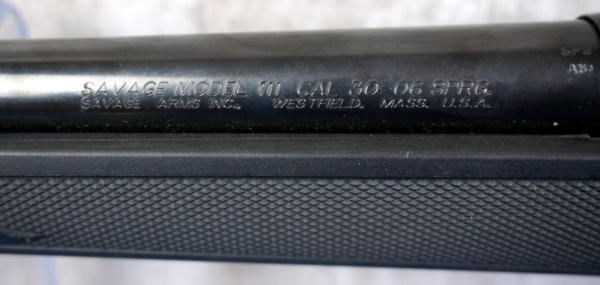 SAVAGE MODEL 111 CAL. 30-06 SPRG.
SAVAGE ARMS INC., WESTFIELD, MASS. U.S.A.